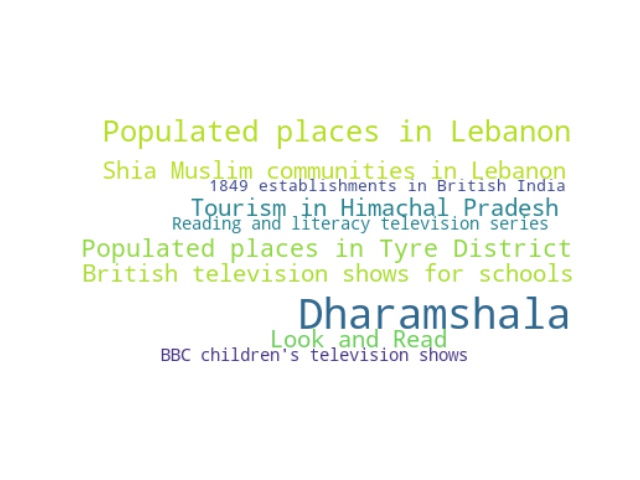 Populated places in Lebanon
Shia Muslim communities in Lebanon
1849 establishments in British India
Tourism in Himachal Pradesh
Reading and literacy television series
Populated places in Tyre District
British television shows for schools
Dharamshala
Look and Read
BBC children's television shows